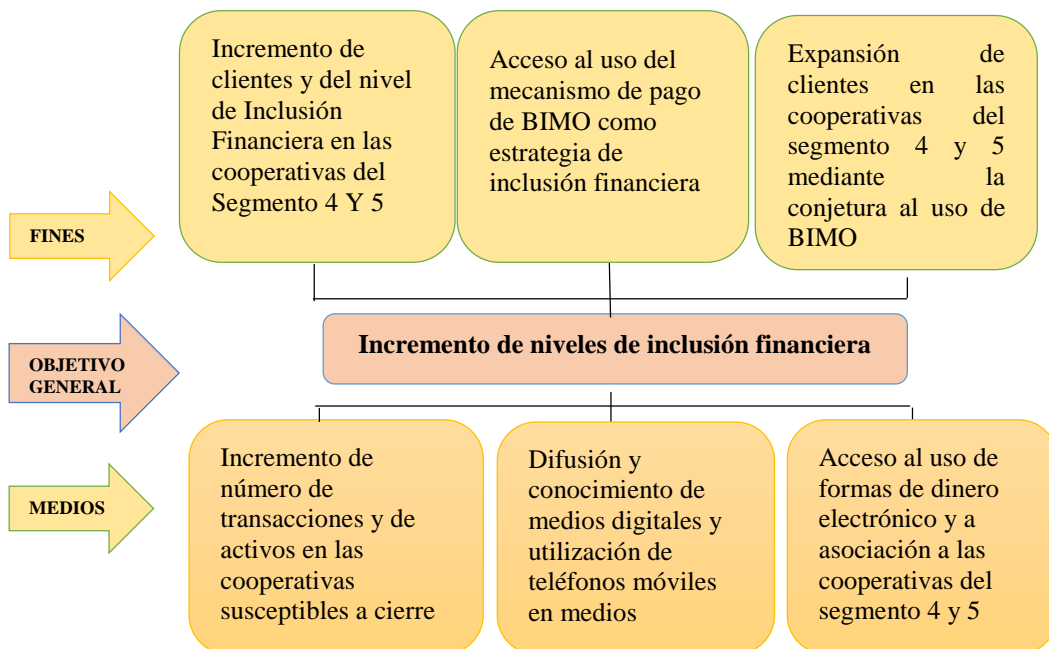 Incremento de
clientes y del nivel
de Inclusión
Financiera en las
cooperativas del
Segmento 4 Y 5
Acceso al uso del
mecanismo de pago
de BIMO como
estrategia de
inclusión financiera
Expansión de
clientes en las
cooperativas del
segmento 4 y 5
mediante la
conjetura al uso de
BIMO
FINES
OBJETIVO
GENERAL
Incremento de niveles de inclusión financiera
MEDIOS
Incremento de
número de
transacciones y de
activos en las
cooperativas
susceptibles a cierre
Difusión y
conocimiento de
medios digitales y
utilización de
teléfonos móviles
en medios
Acceso al uso de
formas de dinero
electrónico y a
asociación a las
cooperativas del
segmento 4 y 5